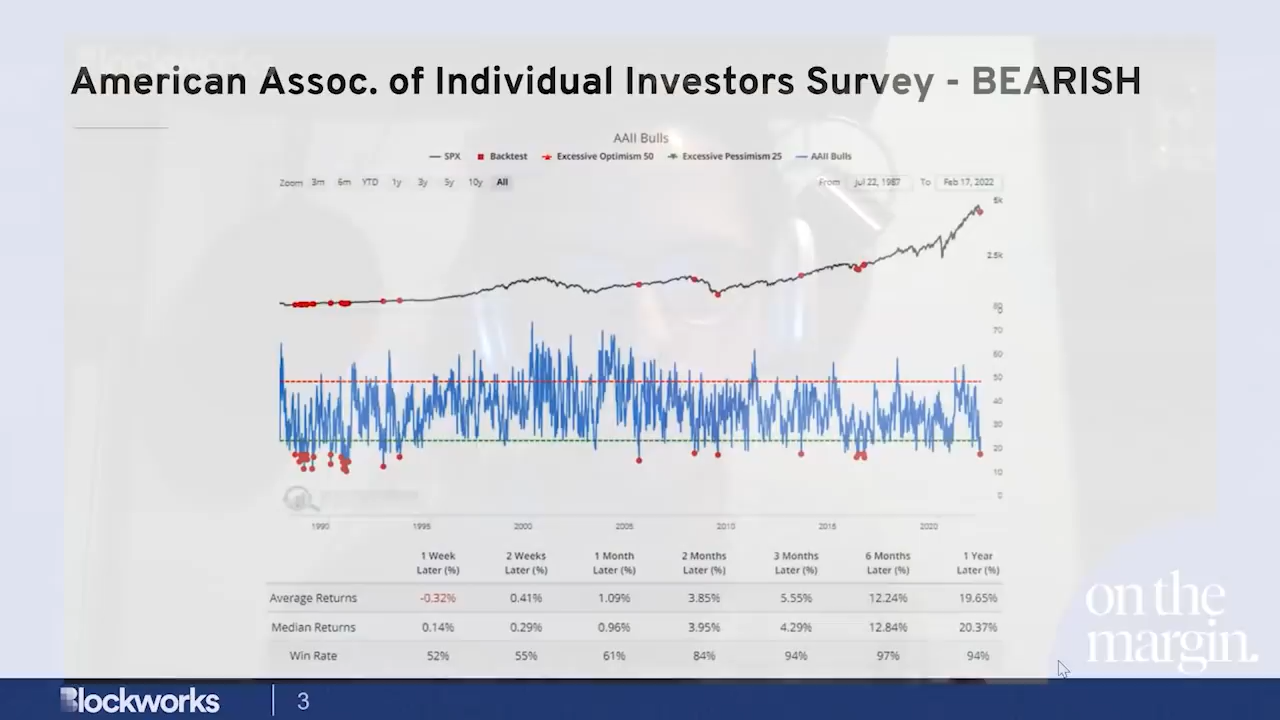 Blockworks
American Assoc. of Individual Investors Survey - BEARISH
AAII Bulls
SPX Backtest Excessive Optimism 50 Excessive Pessimism 25 AAII Bulls
Zoom 3m 6m YTD 1y 3y 5y 10y All From Jul 22, 1987 To Feb 17, 2022
5k
2.5k
80
0
70
60
50
40
30
20
10
0
1990 1995 2000 2005 2010 2015 2020
1 Week Later (%) 2 Weeks Later (%) 1 Month Later (%) 2 Months Later (%) 3 Months Later (%) 6 Months Later (%) 1 Year Later (%)
Average Returns -0.32% 0.41% 1.09% 3.85% 5.55% 12.24% 19.65%
Median Returns 0.14% 0.29% 0.96% 3.95% 4.29% 12.84% 20.37%
Win Rate 52% 55% 61% 84% 94% 97% 94%
on the
margin.
Blockworks 3